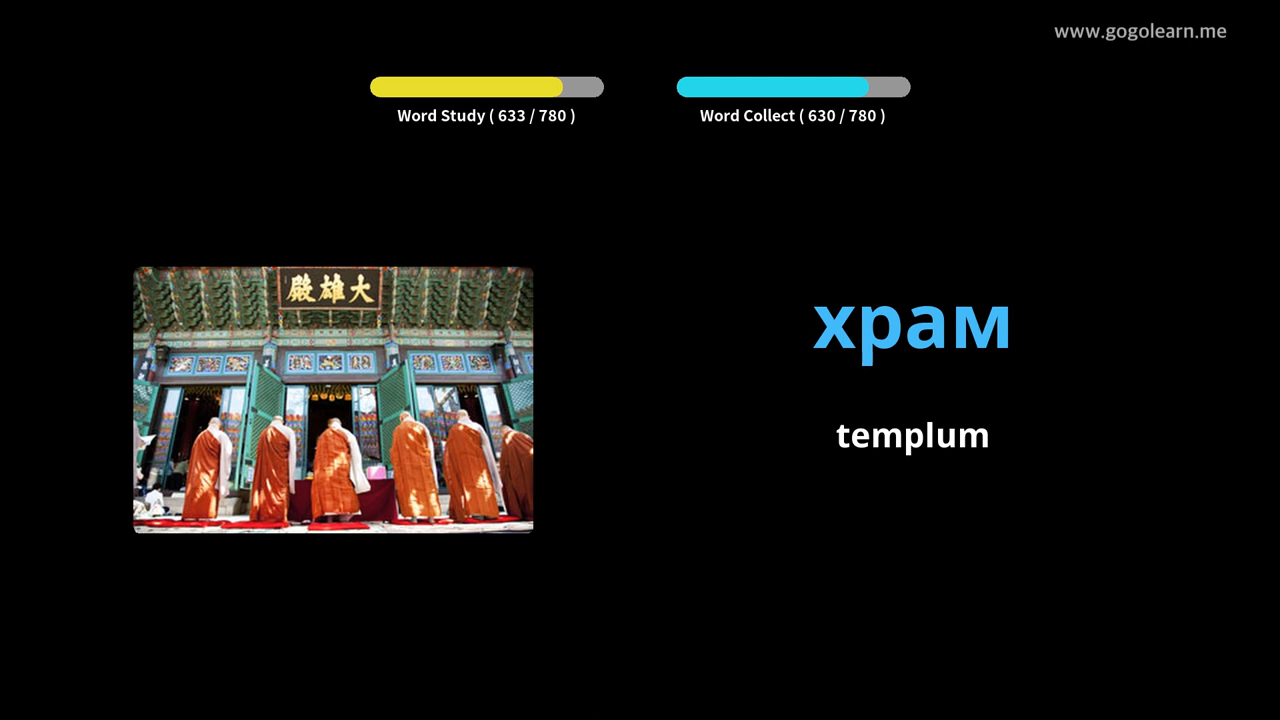 www.gogolearn.me
Word Study ( 633 / 780 )
Word Collect ( 630 / 780 )
殿雄大
храм
templum